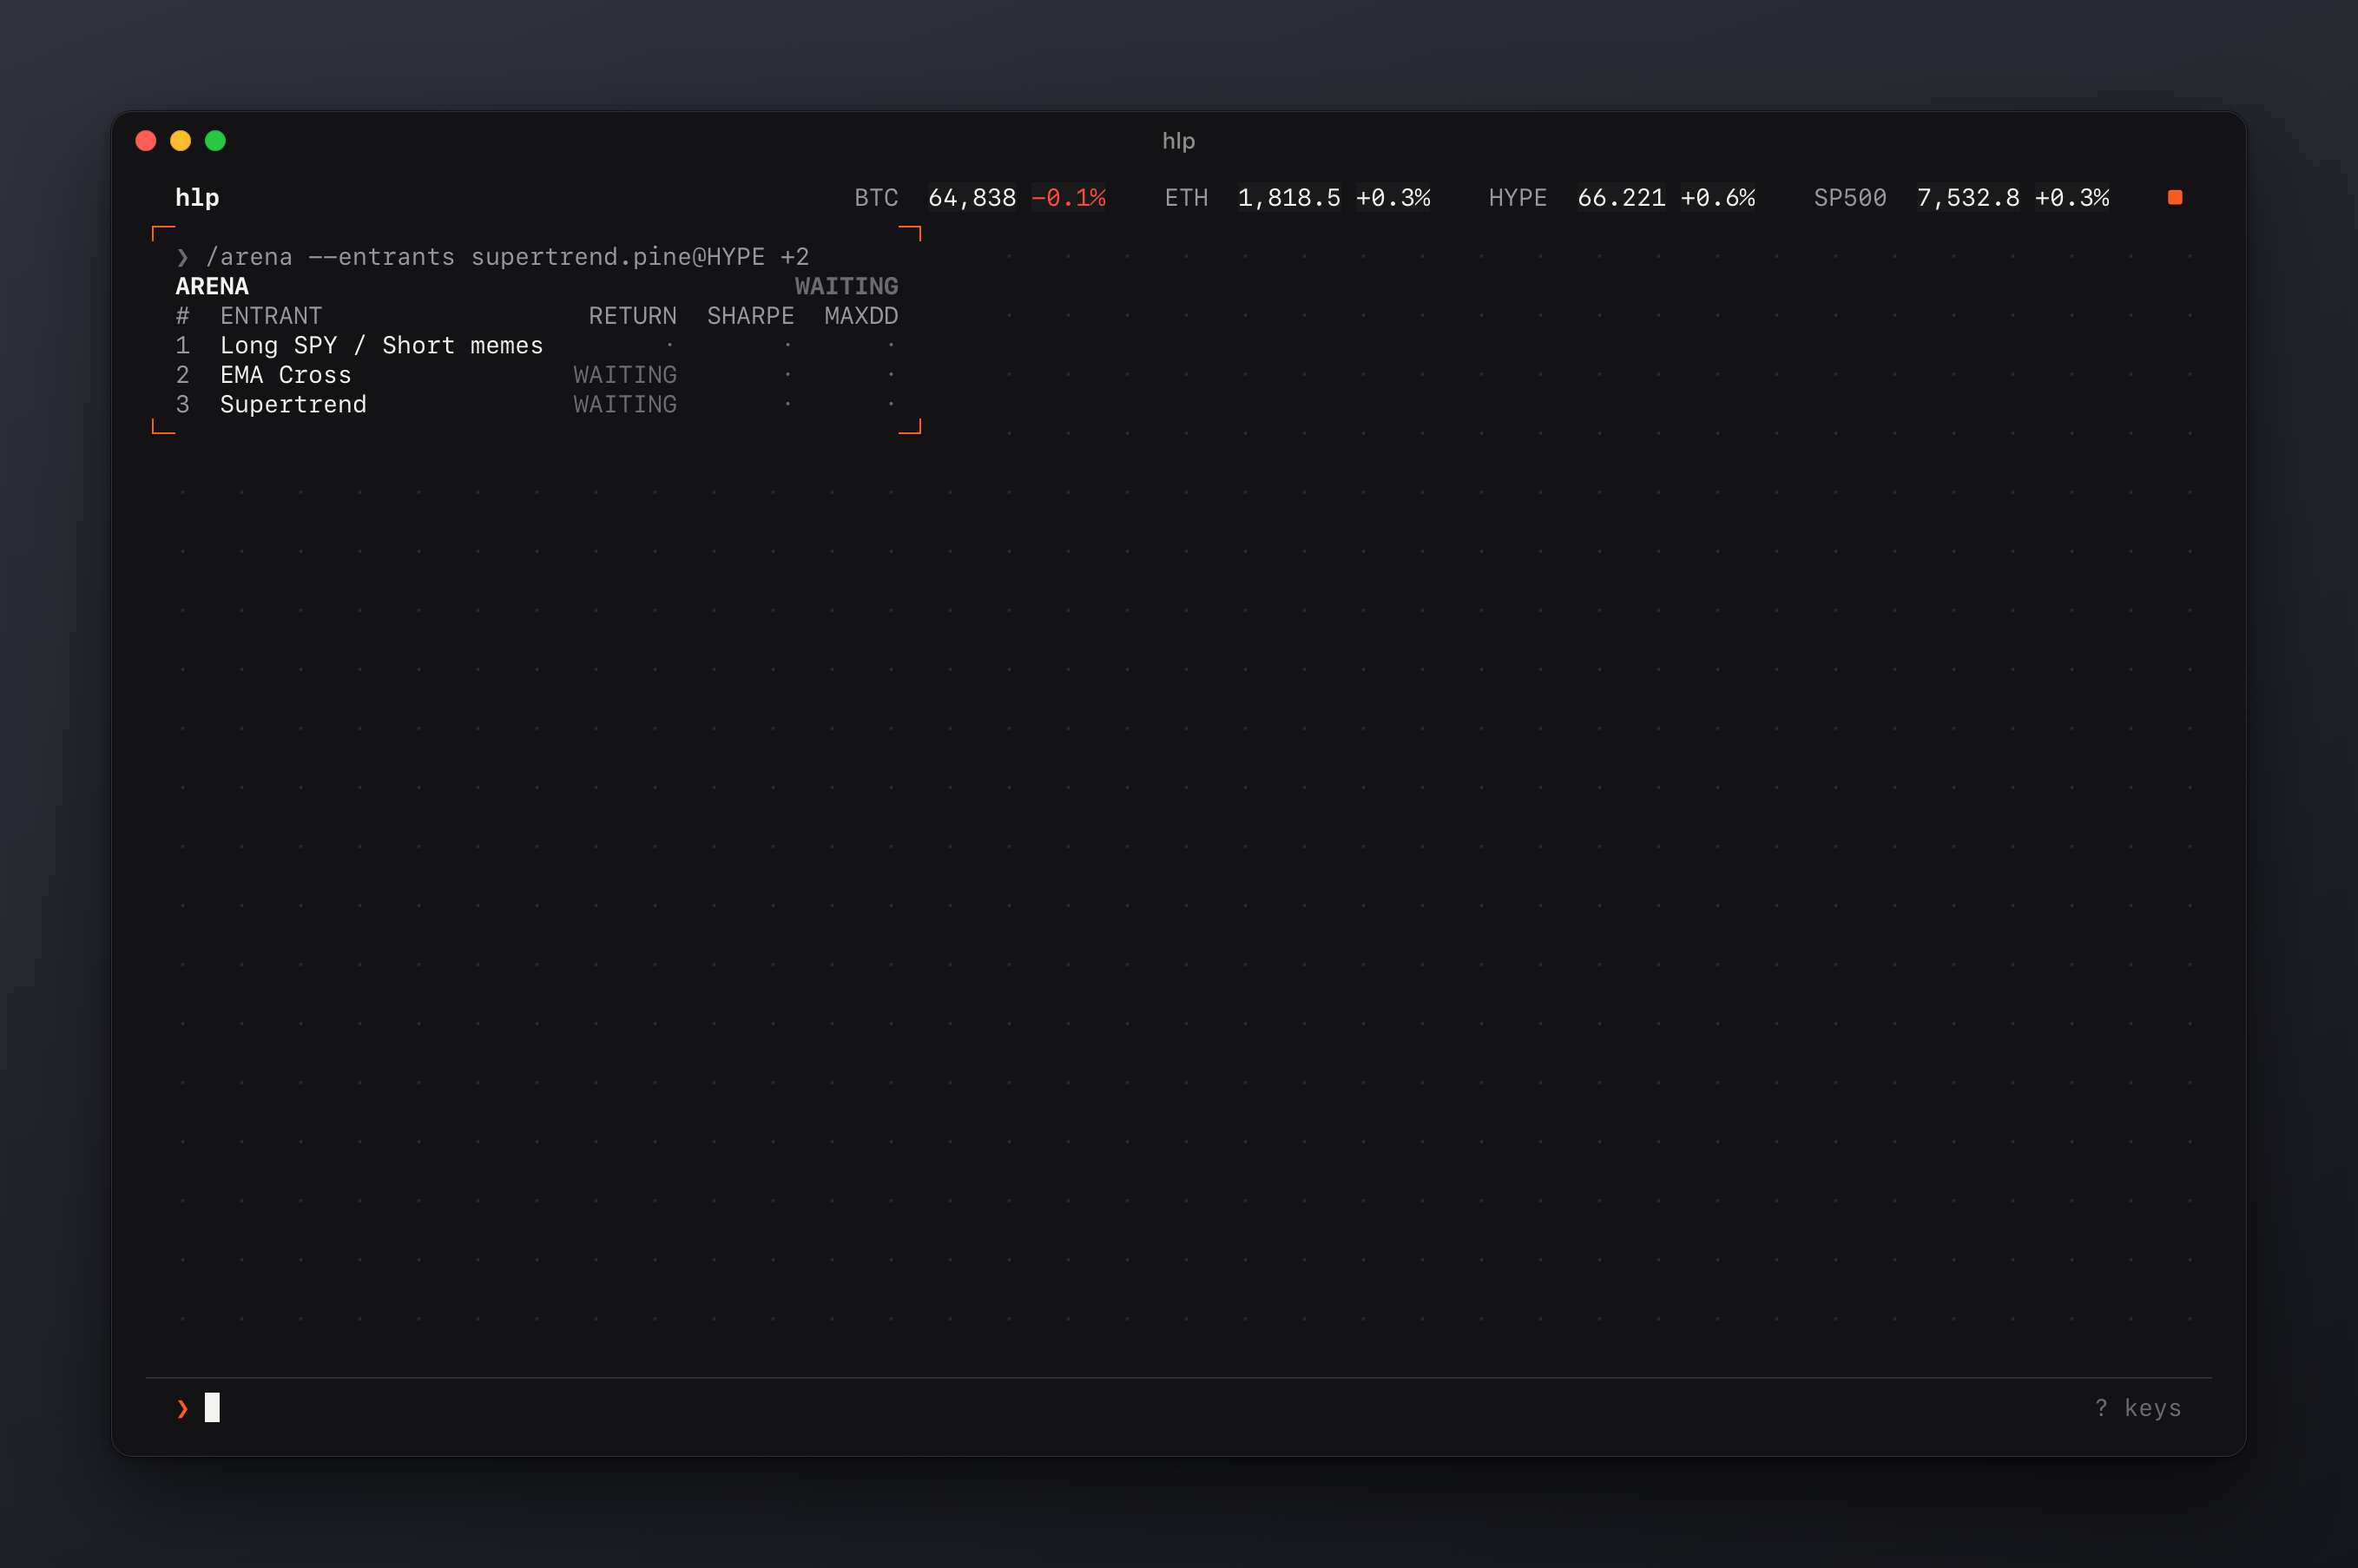 hlp
hlp BTC 64,838 −0.1% ETH 1,818.5 +0.3% HYPE 66.221 +0.6% SP500 7,532.8 +0.3%
❯ /arena --entrants supertrend.pine@HYPE +2
ARENA WAITING
# ENTRANT RETURN SHARPE MAXDD
1 Long SPY / Short memes · · ·
2 EMA Cross WAITING · ·
3 Supertrend WAITING · ·
❯ ? keys